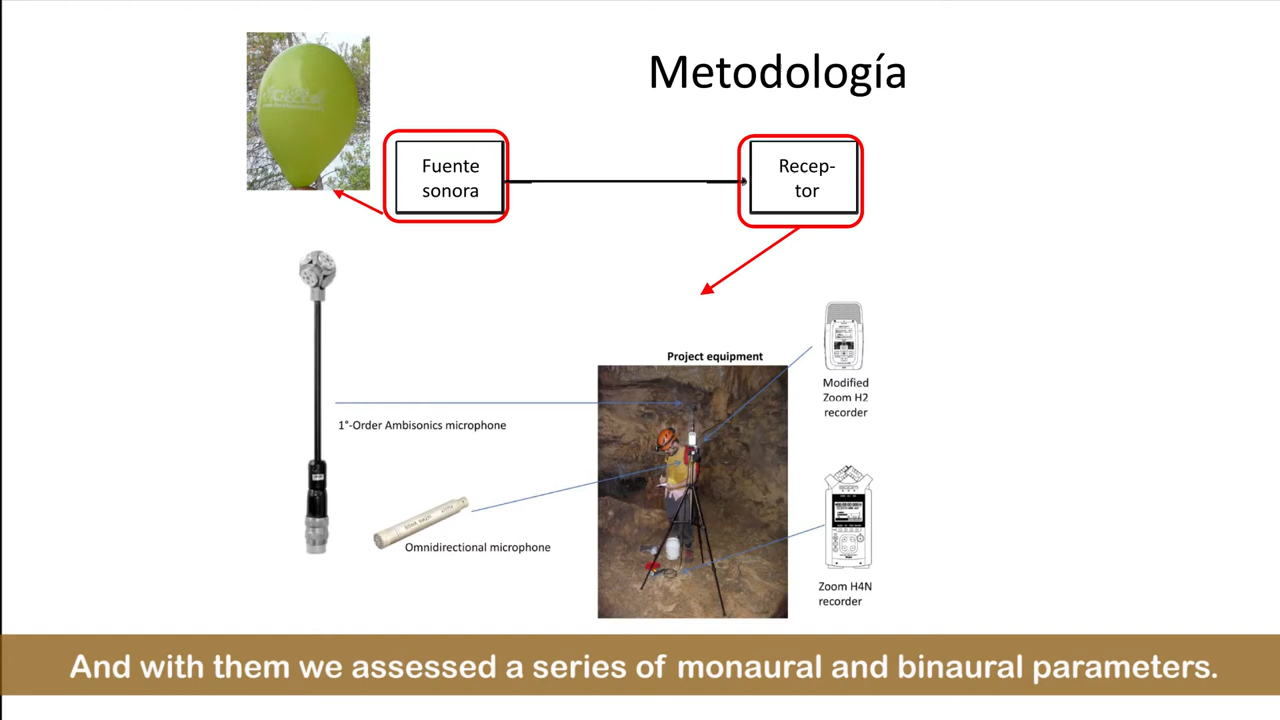 Metodología
Fuente
sonora
Recep-
tor
Project equipment
Modified
Zoom H2
recorder
1°-Order Ambisonics microphone
Omnidirectional microphone
Zoom H4N
recorder
And with them we assessed a series of monaural and binaural parameters.